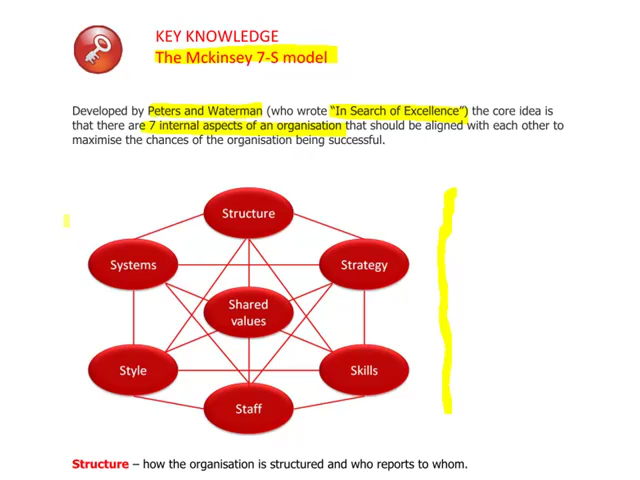 KEY KNOWLEDGE
The Mckinsey 7-S model
Developed by Peters and Waterman (who wrote “In Search of Excellence”) the core idea is
that there are 7 internal aspects of an organisation that should be aligned with each other to
maximise the chances of the organisation being successful.
Structure
Systems
Strategy
Shared
values
Style
Skills
Staff
Structure – how the organisation is structured and who reports to whom.